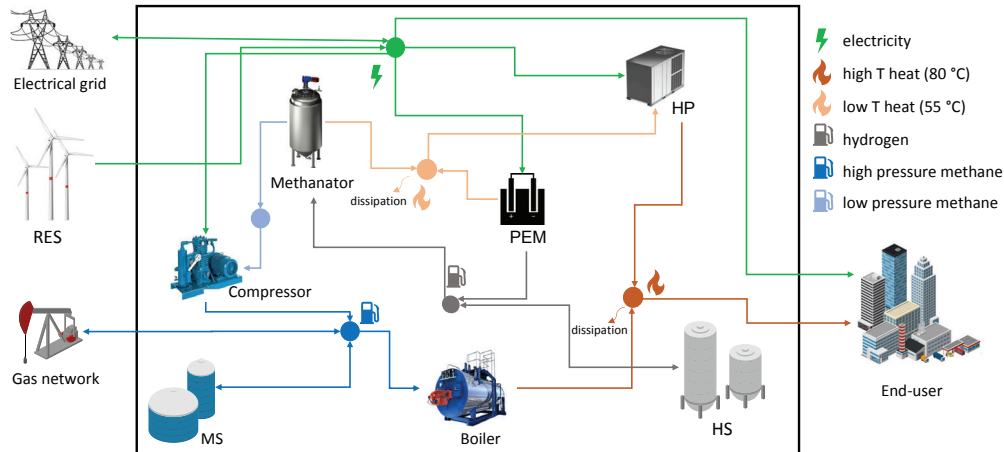 Electrical grid
RES
Gas network
Methanator
dissipation
PEM
HP
Compressor
dissipation
MS
Boiler
HS
End-user
electricity
high T heat (80 °C)
low T heat (55 °C)
hydrogen
high pressure methane
low pressure methane